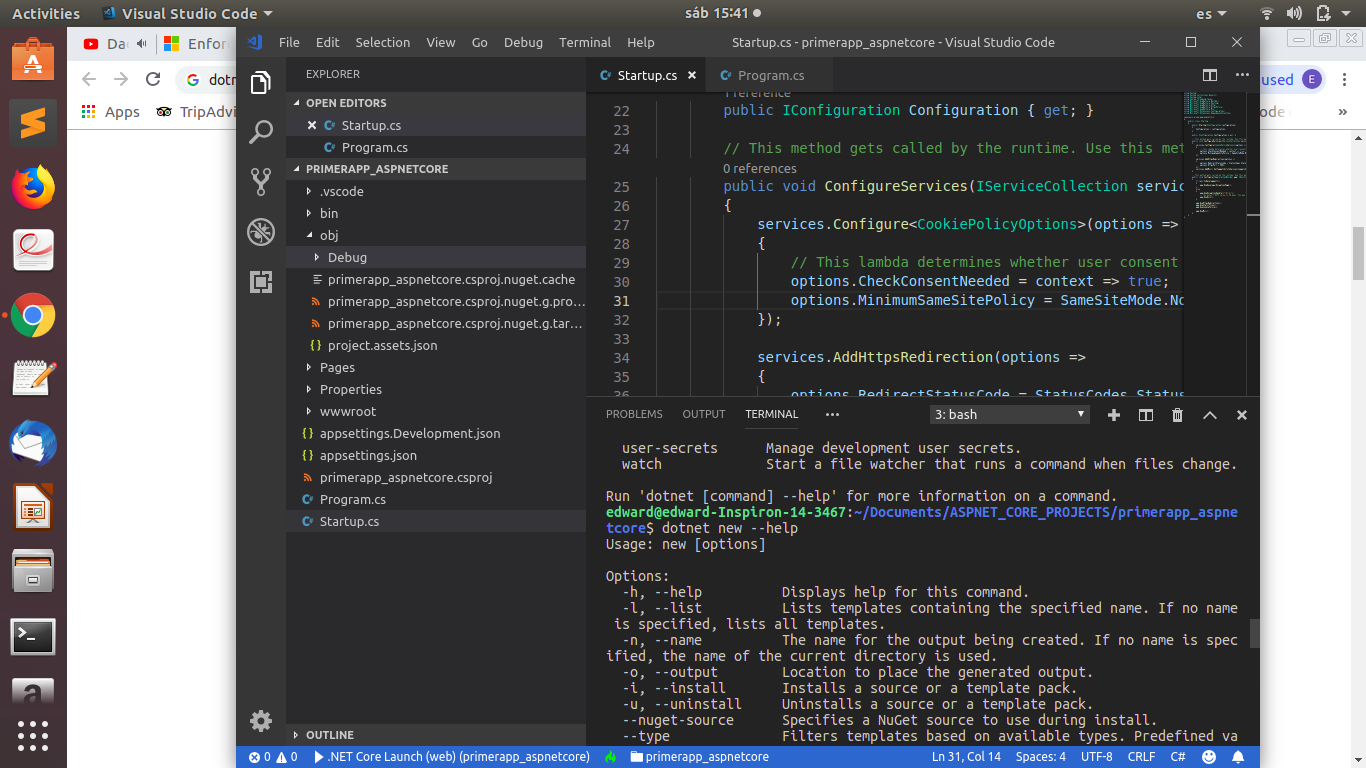 Activities
Visual Studio Code
sáb 15:41
es
Enfor
dotn
used
E
Apps
TripAdvi
ode
»
File Edit Selection View Go Debug Terminal Help
Startup.cs - primerapp_aspnetcore - Visual Studio Code
EXPLORER
OPEN EDITORS
Startup.cs
Program.cs
PRIMERAPP_ASPNETCORE
.vscode
bin
obj
Debug
primerapp_aspnetcore.csproj.nuget.cache
primerapp_aspnetcore.csproj.nuget.g.pro...
primerapp_aspnetcore.csproj.nuget.g.tar...
project.assets.json
Pages
Properties
wwwroot
appsettings.Development.json
appsettings.json
primerapp_aspnetcore.csproj
Program.cs
Startup.cs
OUTLINE
Startup.cs
Program.cs
1 reference
22 public IConfiguration Configuration { get; }
23
24 // This method gets called by the runtime. Use this met
0 references
25 public void ConfigureServices(IServiceCollection servic
26 {
27 services.Configure<CookiePolicyOptions>(options =>
28 {
29 // This lambda determines whether user consent
30 options.CheckConsentNeeded = context => true;
31 options.MinimumSameSitePolicy = SameSiteMode.No
32 });
33
34 services.AddHttpsRedirection(options =>
35 {
36 options.RedirectStatusCode = StatusCodes.Status
PROBLEMS OUTPUT TERMINAL ••• 3: bash
user-secrets Manage development user secrets.
watch Start a file watcher that runs a command when files change.
Run 'dotnet [command] --help' for more information on a command.
edward@edward-Inspiron-14-3467:~/Documents/ASPNET_CORE_PROJECTS/primerapp_aspne
tcore$ dotnet new --help
Usage: new [options]
Options:
-h, --help Displays help for this command.
-l, --list Lists templates containing the specified name. If no name
is specified, lists all templates.
-n, --name The name for the output being created. If no name is spec
ified, the name of the current directory is used.
-o, --output Location to place the generated output.
-i, --install Installs a source or a template pack.
-u, --uninstall Uninstalls a source or a template pack.
--nuget-source Specifies a NuGet source to use during install.
--type Filters templates based on available types. Predefined va
0 0 .NET Core Launch (web) (primerapp_aspnetcore) primerapp_aspnetcore Ln 31, Col 14 Spaces: 4 UTF-8 CRLF C#